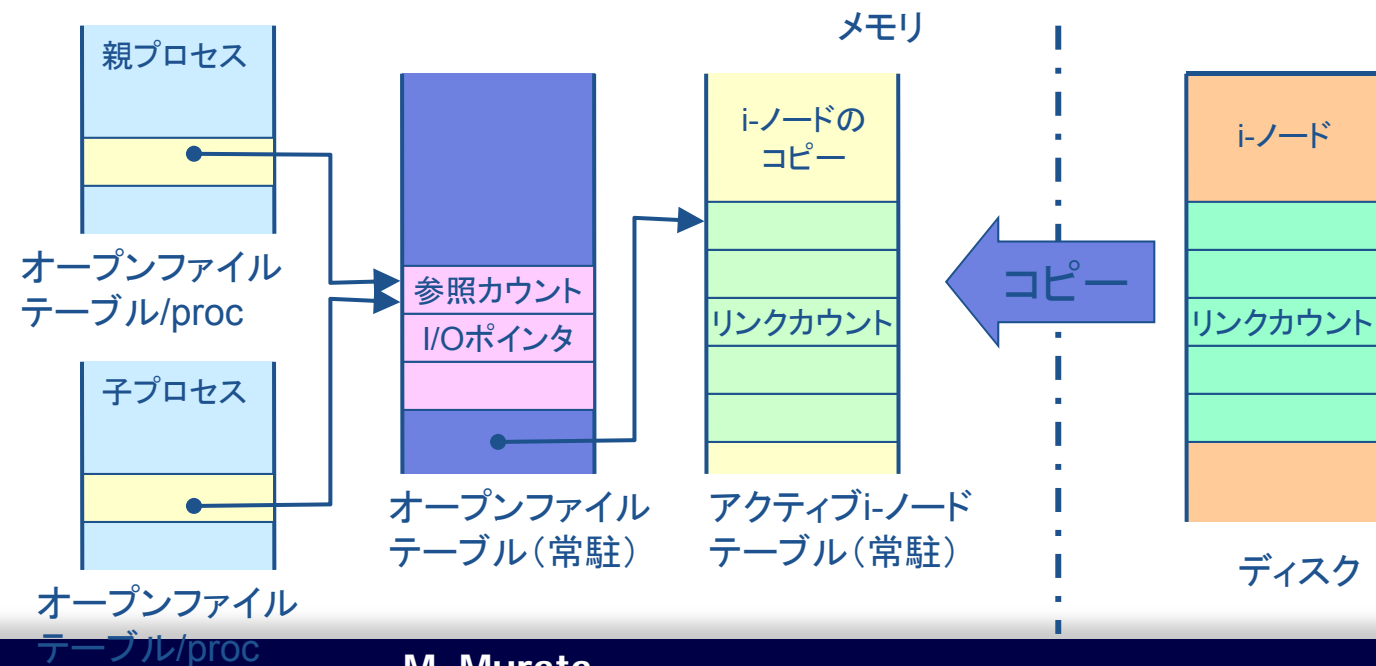 メモリ
親プロセス
オープンファイル
テーブル/proc
子プロセス
オープンファイル
テーブル/proc
参照カウント
I/Oポインタ
オープンファイル
テーブル（常駐）
i-ノードの
コピー
リンクカウント
アクティブi-ノード
テーブル（常駐）
コピー
i-ノード
リンクカウント
ディスク
M. Murata